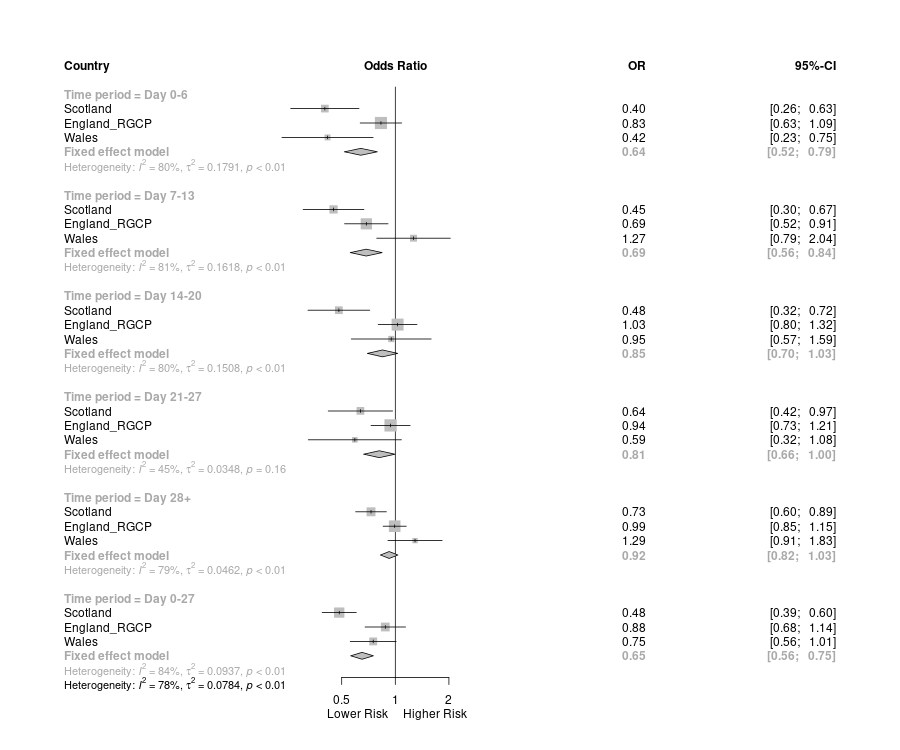 Country Odds Ratio OR 95%-CI
Time period = Day 0-6
Scotland 0.40 [0.26; 0.63]
England_RGCP 0.83 [0.63; 1.09]
Wales 0.42 [0.23; 0.75]
Fixed effect model 0.64 [0.52; 0.79]
Heterogeneity: I² = 80%, τ² = 0.1791, p < 0.01
Time period = Day 7-13
Scotland 0.45 [0.30; 0.67]
England_RGCP 0.69 [0.52; 0.91]
Wales 1.27 [0.79; 2.04]
Fixed effect model 0.69 [0.56; 0.84]
Heterogeneity: I² = 81%, τ² = 0.1618, p < 0.01
Time period = Day 14-20
Scotland 0.48 [0.32; 0.72]
England_RGCP 1.03 [0.80; 1.32]
Wales 0.95 [0.57; 1.59]
Fixed effect model 0.85 [0.70; 1.03]
Heterogeneity: I² = 80%, τ² = 0.1508, p < 0.01
Time period = Day 21-27
Scotland 0.64 [0.42; 0.97]
England_RGCP 0.94 [0.73; 1.21]
Wales 0.59 [0.32; 1.08]
Fixed effect model 0.81 [0.66; 1.00]
Heterogeneity: I² = 45%, τ² = 0.0348, p = 0.16
Time period = Day 28+
Scotland 0.73 [0.60; 0.89]
England_RGCP 0.99 [0.85; 1.15]
Wales 1.29 [0.91; 1.83]
Fixed effect model 0.92 [0.82; 1.03]
Heterogeneity: I² = 79%, τ² = 0.0462, p < 0.01
Time period = Day 0-27
Scotland 0.48 [0.39; 0.60]
England_RGCP 0.88 [0.68; 1.14]
Wales 0.75 [0.56; 1.01]
Fixed effect model 0.65 [0.56; 0.75]
Heterogeneity: I² = 84%, τ² = 0.0937, p < 0.01
Heterogeneity: I² = 78%, τ² = 0.0784, p < 0.01
0.5 1 2
Lower Risk Higher Risk